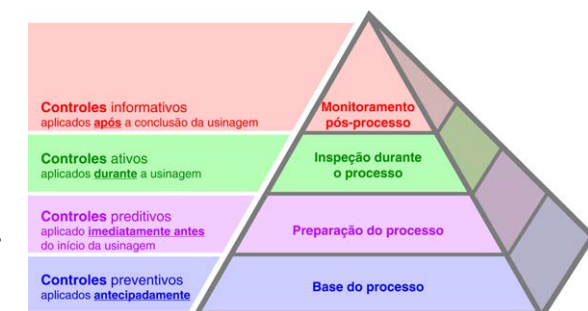 Controles informativos
aplicados após a conclusão da usinagem
Monitoramento
pós-processo
Controles ativos
aplicados durante a usinagem
Inspeção durante
o processo
Controles preditivos
aplicado imediatamente antes
do início da usinagem
Preparação do processo
Controles preventivos
aplicados antecipadamente
Base do processo